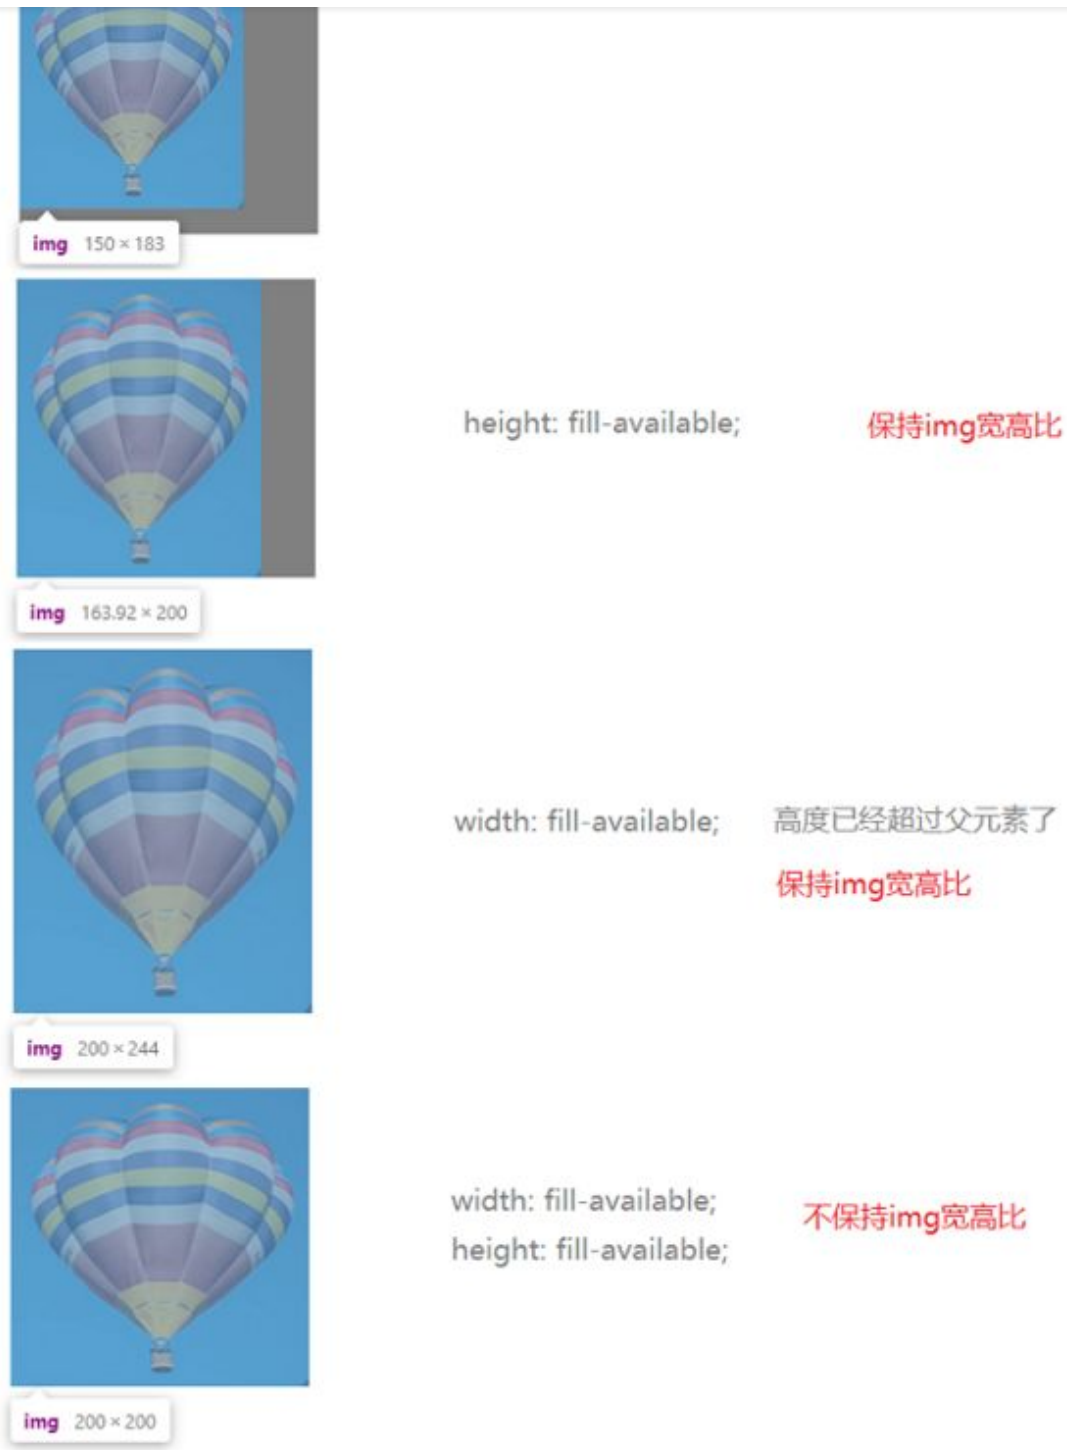 img 150 × 183
height: fill-available; 保持img宽高比
img 163.92 × 200
width: fill-available; 高度已经超过父元素了
保持img宽高比
img 200 × 244
width: fill-available; 不保持img宽高比
height: fill-available;
img 200 × 200